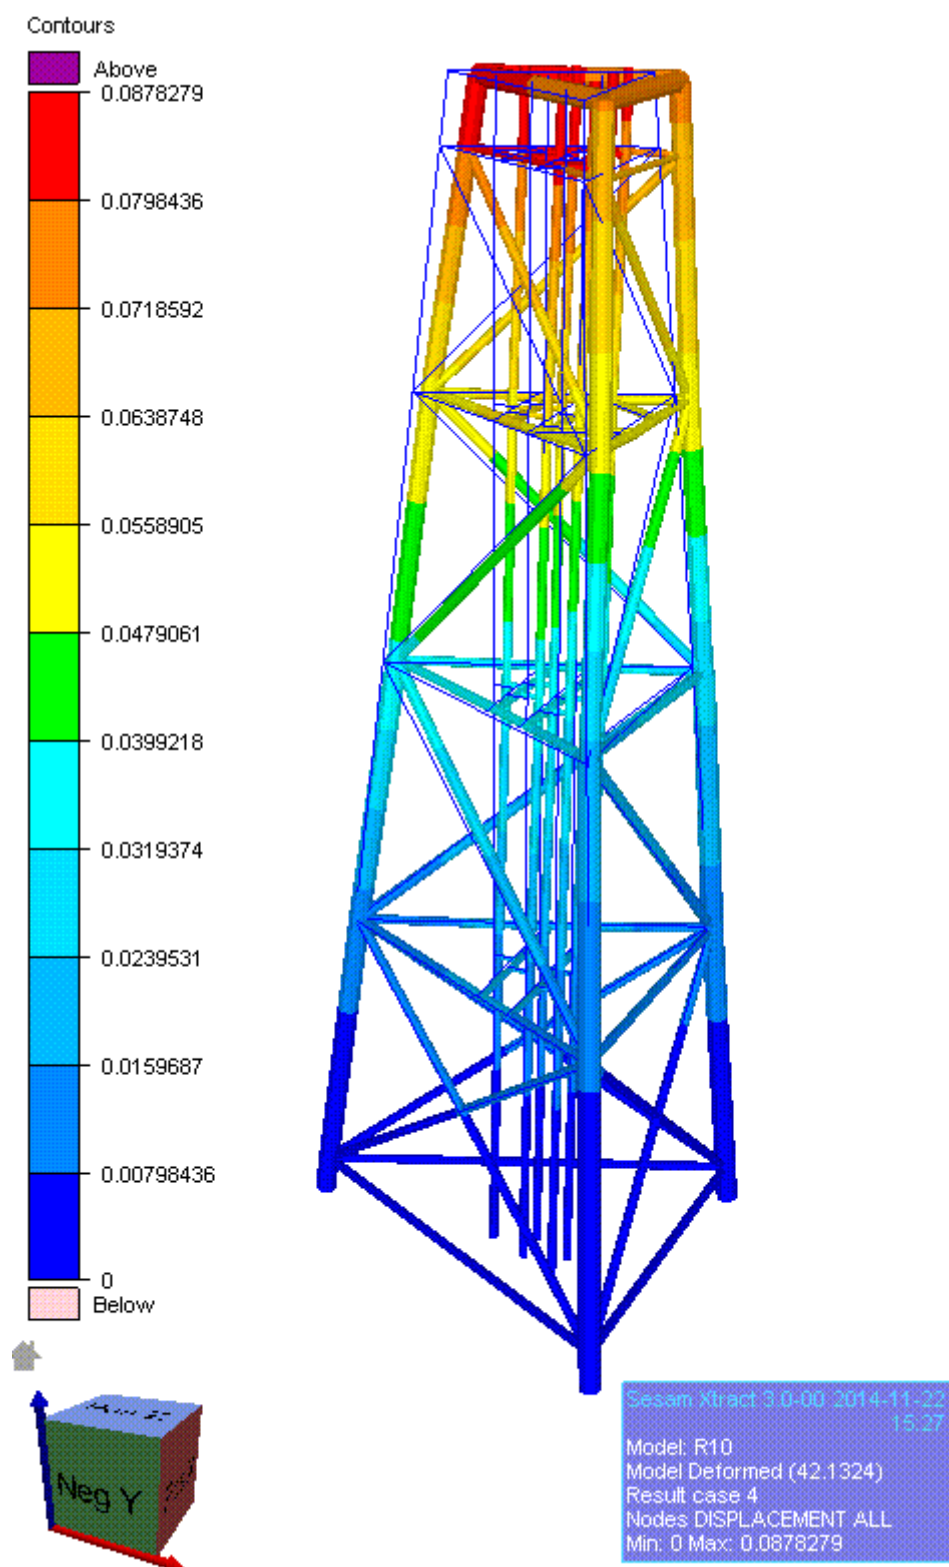 Contours
Above
0.0878279
0.0798436
0.0718592
0.0638748
0.0558905
0.0479061
0.0399218
0.0319374
0.0239531
0.0159687
0.00798436
0
Below
Neg Y
Sesam Xtract 3.0-00 2014-11-22
15:27
Model: R10
Model Deformed (42.1324)
Result case 4
Nodes DISPLACEMENT ALL
Min: 0 Max: 0.0878279